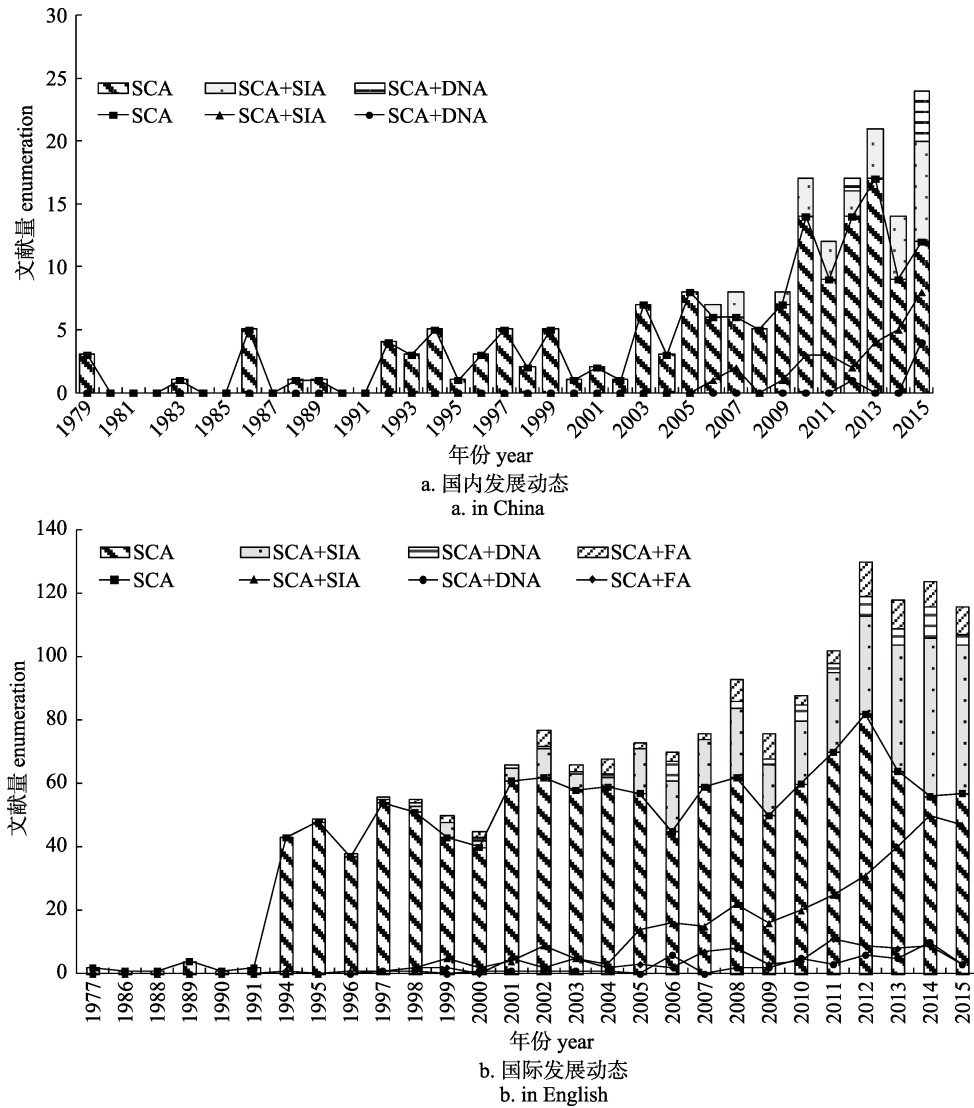 30
25
20
15
10
5
0
文献量 enumeration
SCA SCA+SIA SCA+DNA
SCA SCA+SIA SCA+DNA
1979 1981 1983 1985 1987 1989 1991 1993 1995 1997 1999 2001 2003 2005 2007 2009 2011 2013 2015
年份 year
a. 国内发展动态
a. in China
140
120
100
80
60
40
20
0
文献量 enumeration
SCA SCA+SIA SCA+DNA SCA+FA
SCA SCA+SIA SCA+DNA SCA+FA
1977 1986 1988 1989 1990 1991 1994 1995 1996 1997 1998 1999 2000 2001 2002 2003 2004 2005 2006 2007 2008 2009 2010 2011 2012 2013 2014 2015
年份 year
b. 国际发展动态
b. in English